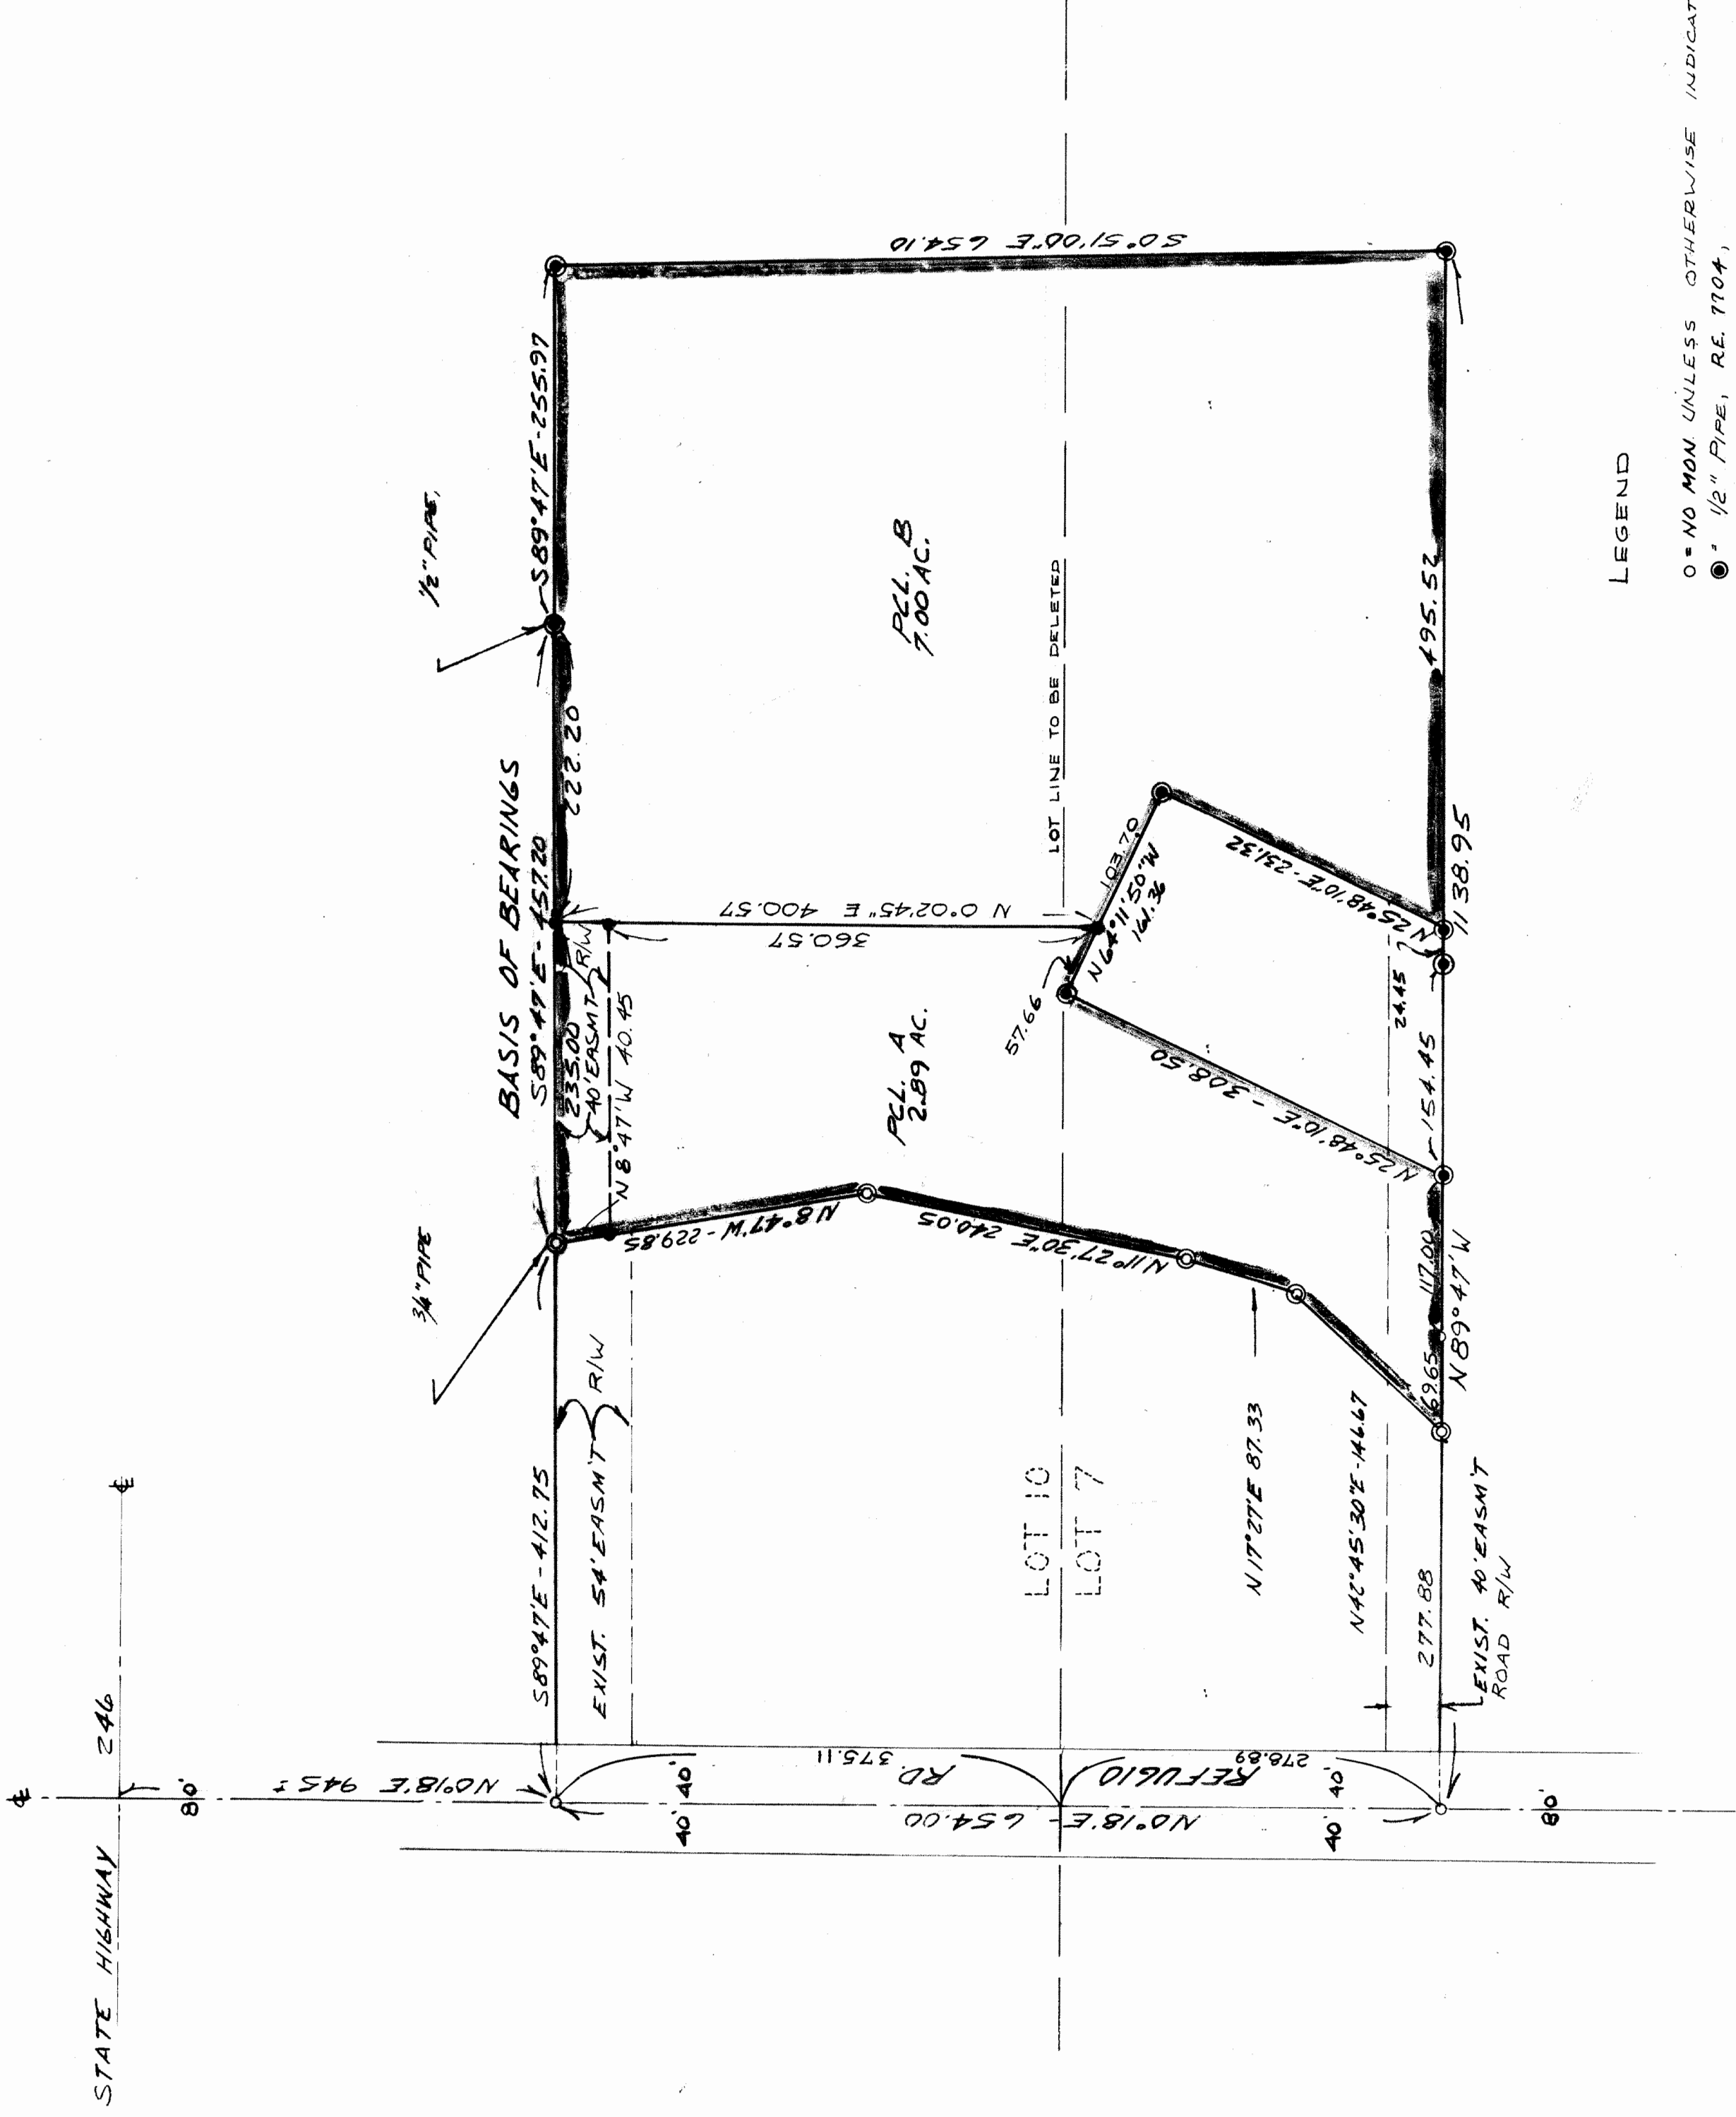 STATE HIGHWAY 246
℄
℄
80'
N0°18'E 945±
3/4" PIPE
1/2" PIPE,
BASIS OF BEARINGS
S89°47'E - 457.20
S89°47'E - 412.75
235.00
222.20
S89°47'E - 255.97
40' EASM'T R/W
N8°47'W 40.45
EXIST. 54' EASM'T R/W
N8°47'W - 229.85
N11°27'30"E 240.05
N 0°02'45" E 400.57
360.57
S0°51'00"E 654.10
PCL. A
2.89 AC.
PCL. B
7.00 AC.
LOT LINE TO BE DELETED
LOT 10
LOT 7
57.66
103.70
N64°11'50"W
161.36
N25°48'10"E - 308.50
N25°48'10"E - 231.32
N17°27'E 87.33
N42°45'30"E - 146.67
24.45
277.88
69.65
117.00
154.45
495.52
N89°47'W
1138.95
EXIST. 40' EASM'T
ROAD R/W
REFUGIO RD.
375.11
278.89
N0°18'E - 654.00
40'
40'
40'
40'
80'
LEGEND
O = NO MON. UNLESS OTHERWISE INDICAT
= 1/2" PIPE, R.E. 7704,